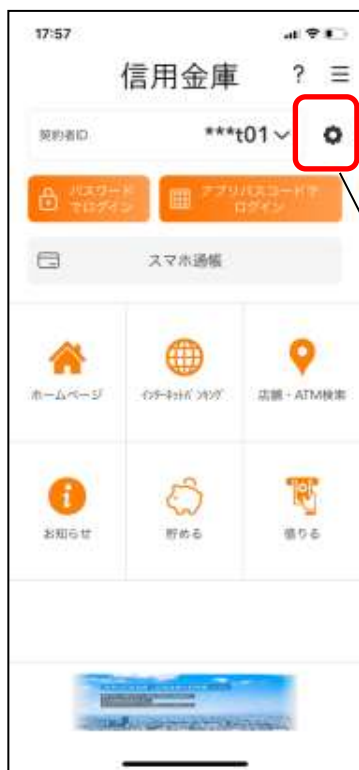 17:57
信用金庫 ? ≡
契約者ID ***t01
パスワード
でログイン
アプリパスコードで
ログイン
スマホ通帳
ホームページ
インターネットバンキング
店舗・ATM検索
お知らせ
貯める
借りる